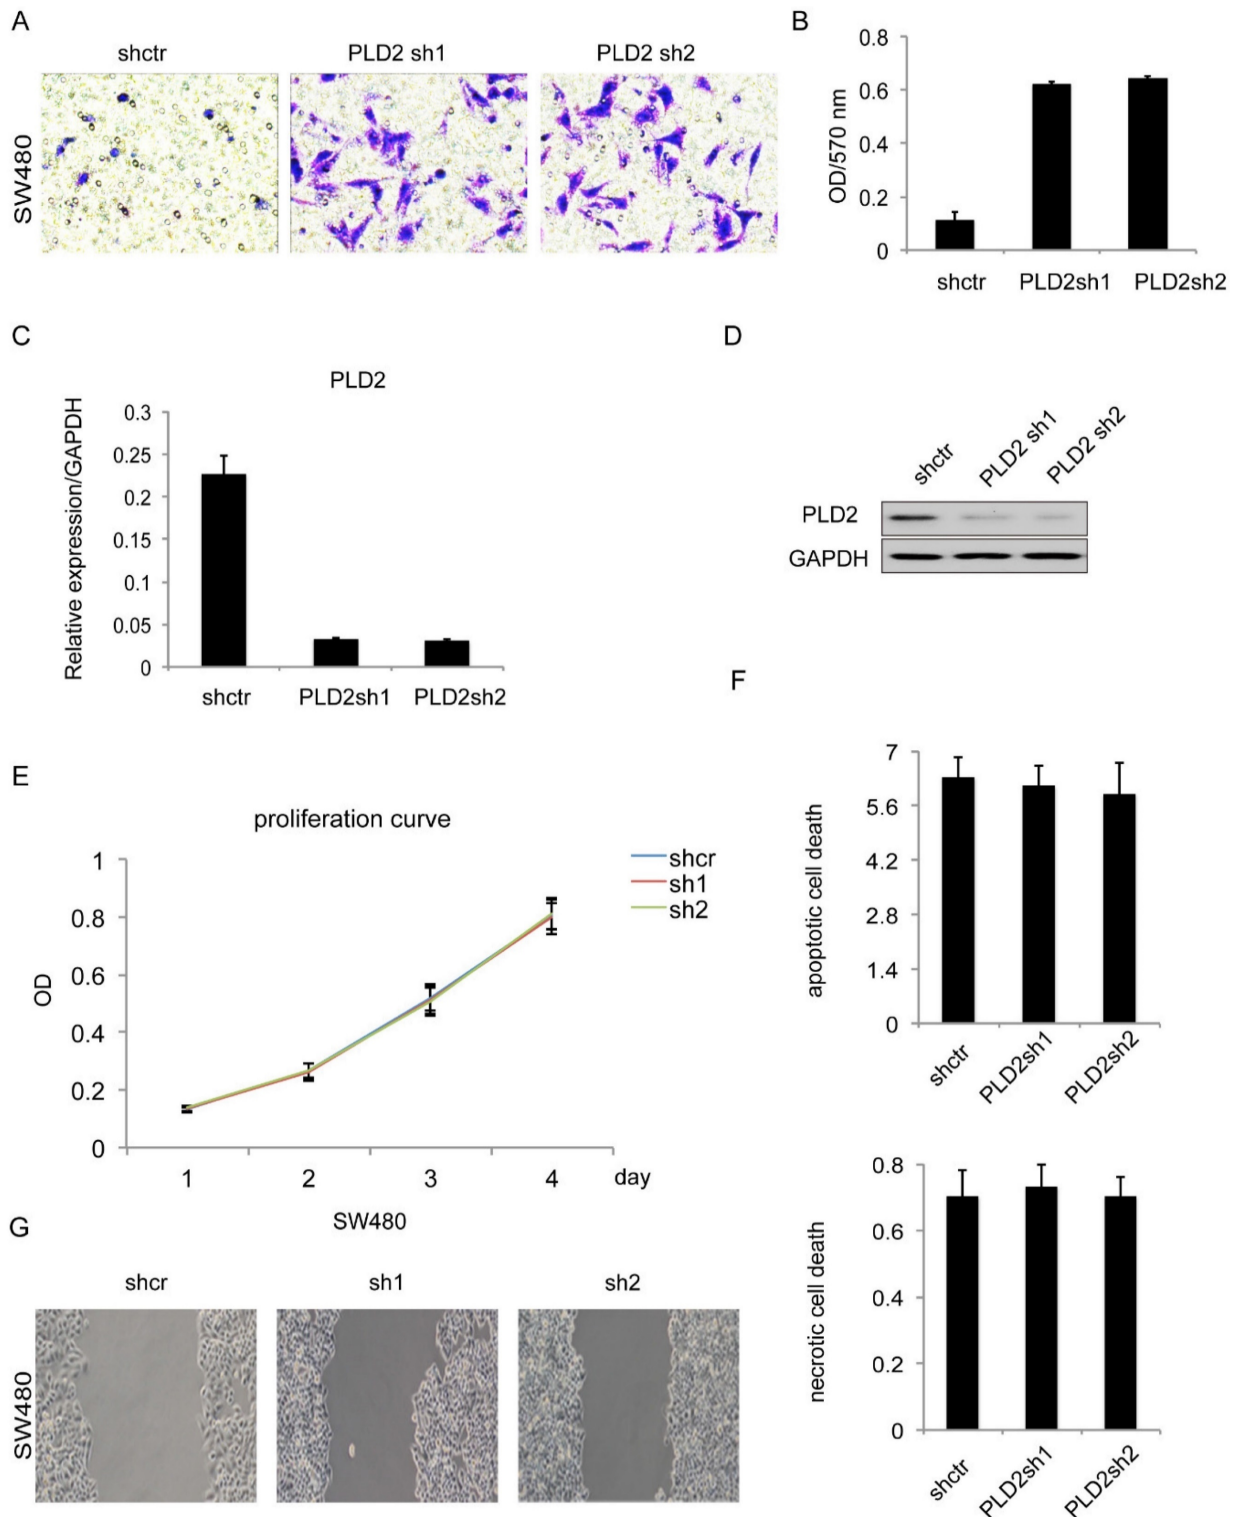 A
shctr
PLD2 sh1
PLD2 sh2
SW480
B
0.8
0.6
0.4
0.2
0
OD/570 nm
shctr
PLD2sh1
PLD2sh2
C
PLD2
0.3
0.25
0.2
0.15
0.1
0.05
0
Relative expression/GAPDH
shctr
PLD2sh1
PLD2sh2
D
shctr
PLD2 sh1
PLD2 sh2
PLD2
GAPDH
E
proliferation curve
1
0.8
0.6
0.4
0.2
0
OD
1 2 3 4 day
SW480
shcr
sh1
sh2
F
7
5.6
4.2
2.8
1.4
0
apoptotic cell death
shctr
PLD2sh1
PLD2sh2
0.8
0.6
0.4
0.2
0
necrotic cell death
shctr
PLD2sh1
PLD2sh2
G
shcr
sh1
sh2
SW480